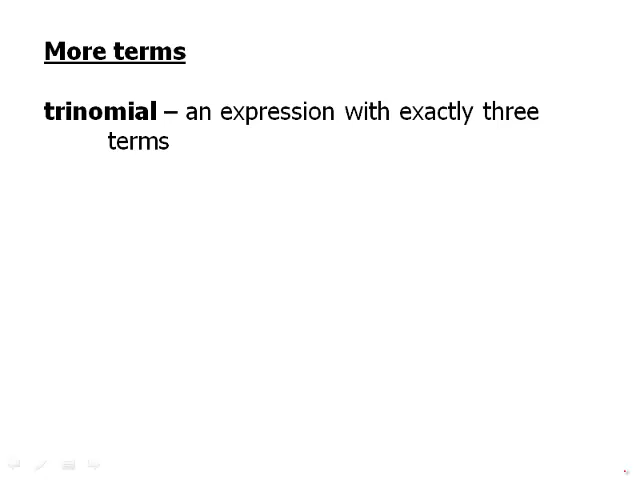 More terms
trinomial – an expression with exactly three
terms